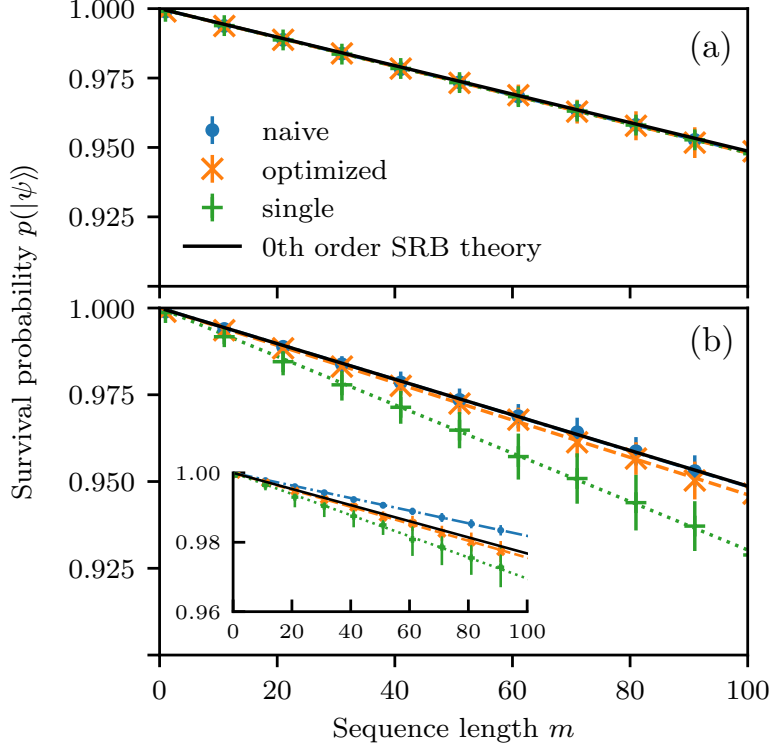 1.000
0.975
0.950
0.925
(a)
naive
optimized
single
0th order SRB theory
Survival probability p(|ψ⟩)
1.000
0.975
0.950
0.925
(b)
1.00
0.98
0.96
0 20 40 60 80 100
0 20 40 60 80 100
Sequence length m